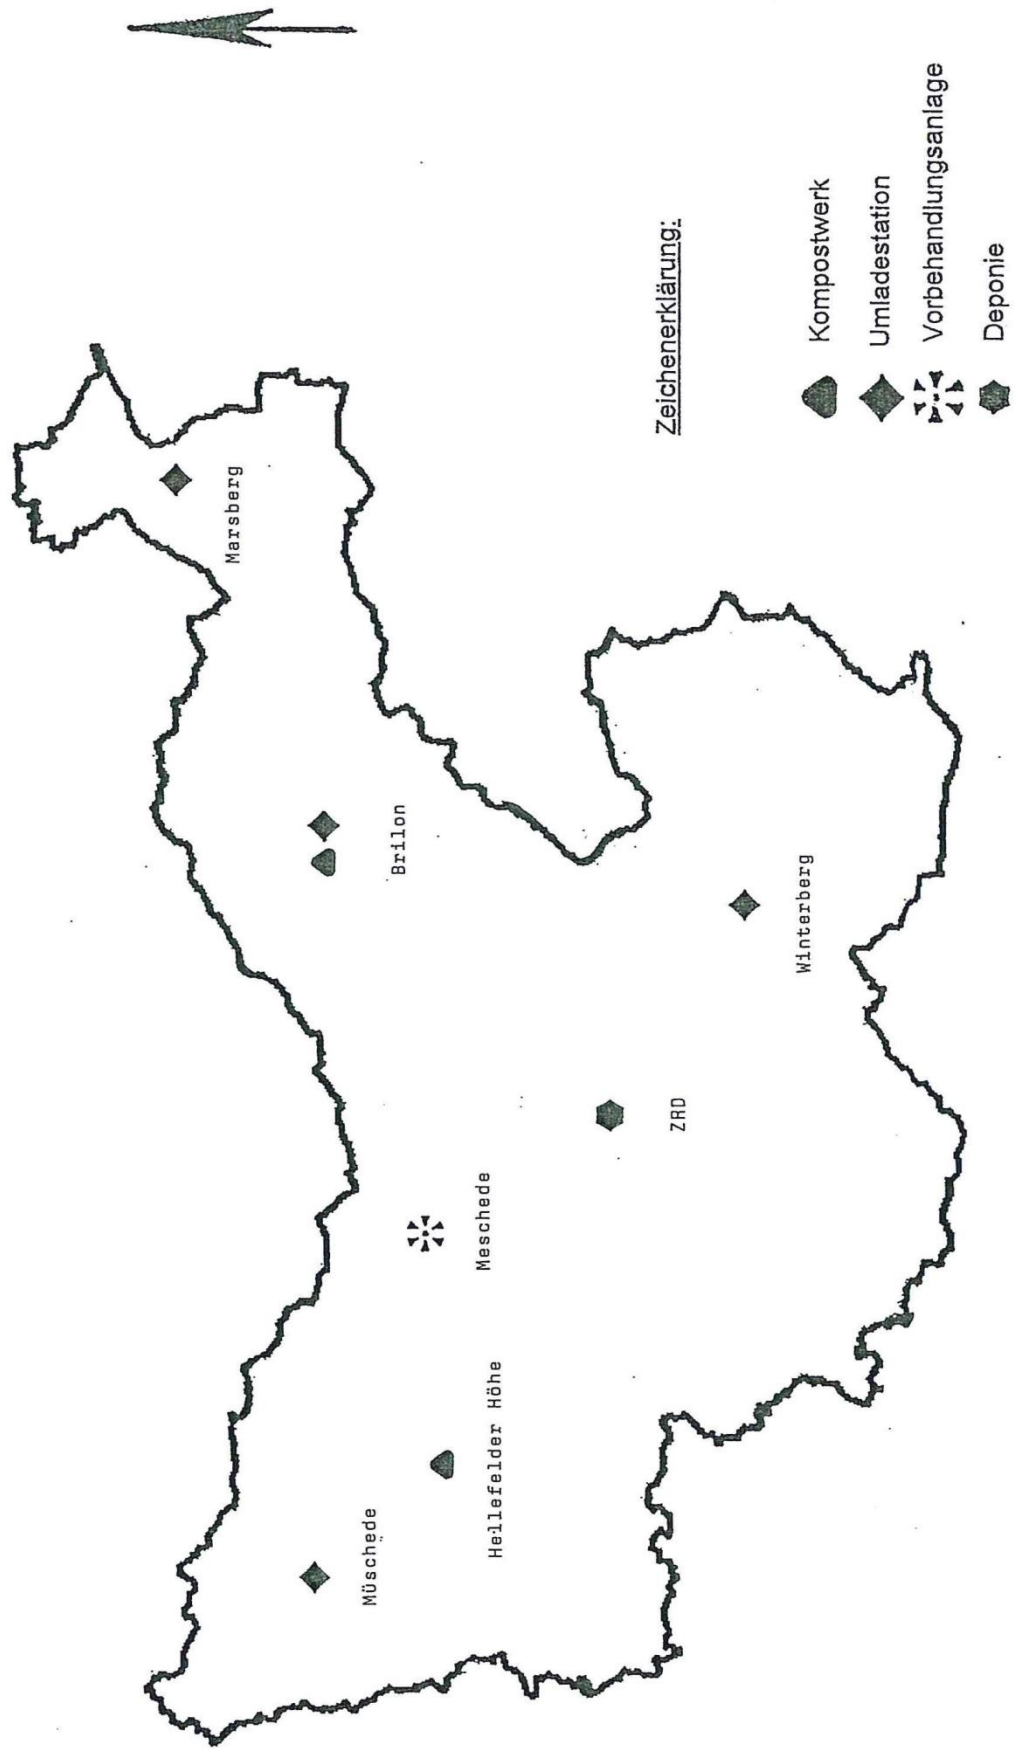 Marsberg
Brilon
Winterberg
ZRD
Meschede
Hellefelder Höhe
Müschede
Zeichenerklärung:
Kompostwerk
Umladestation
Vorbehandlungsanlage
Deponie